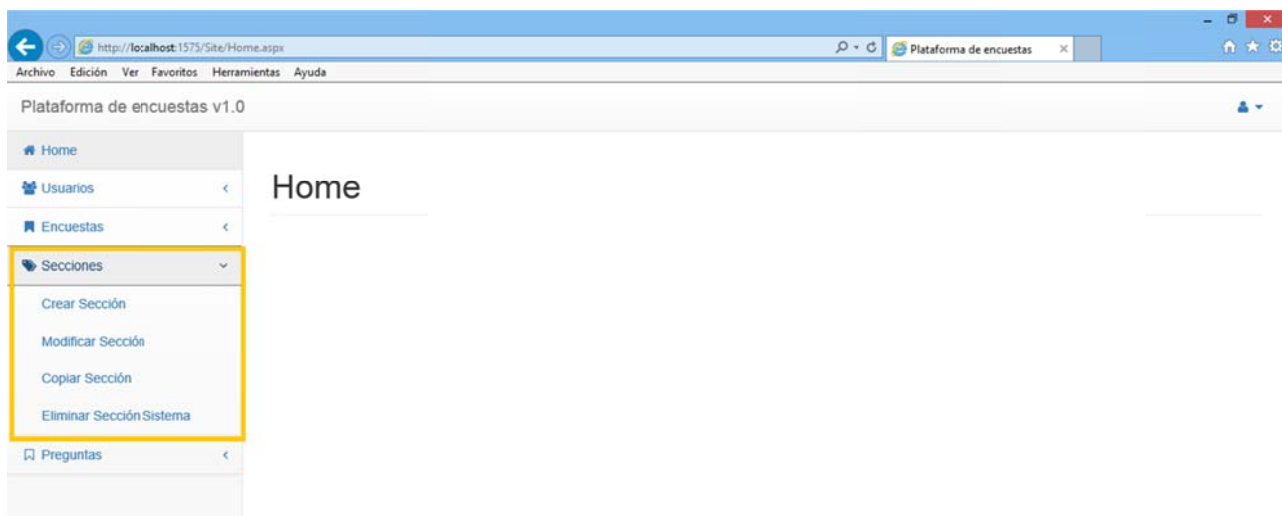 http://localhost:1575/Site/Home.aspx
Plataforma de encuestas
Archivo Edición Ver Favoritos Herramientas Ayuda
Plataforma de encuestas v1.0
Home
Usuarios
Home
Encuestas
Secciones
Crear Sección
Modificar Sección
Copiar Sección
Eliminar Sección Sistema
Preguntas